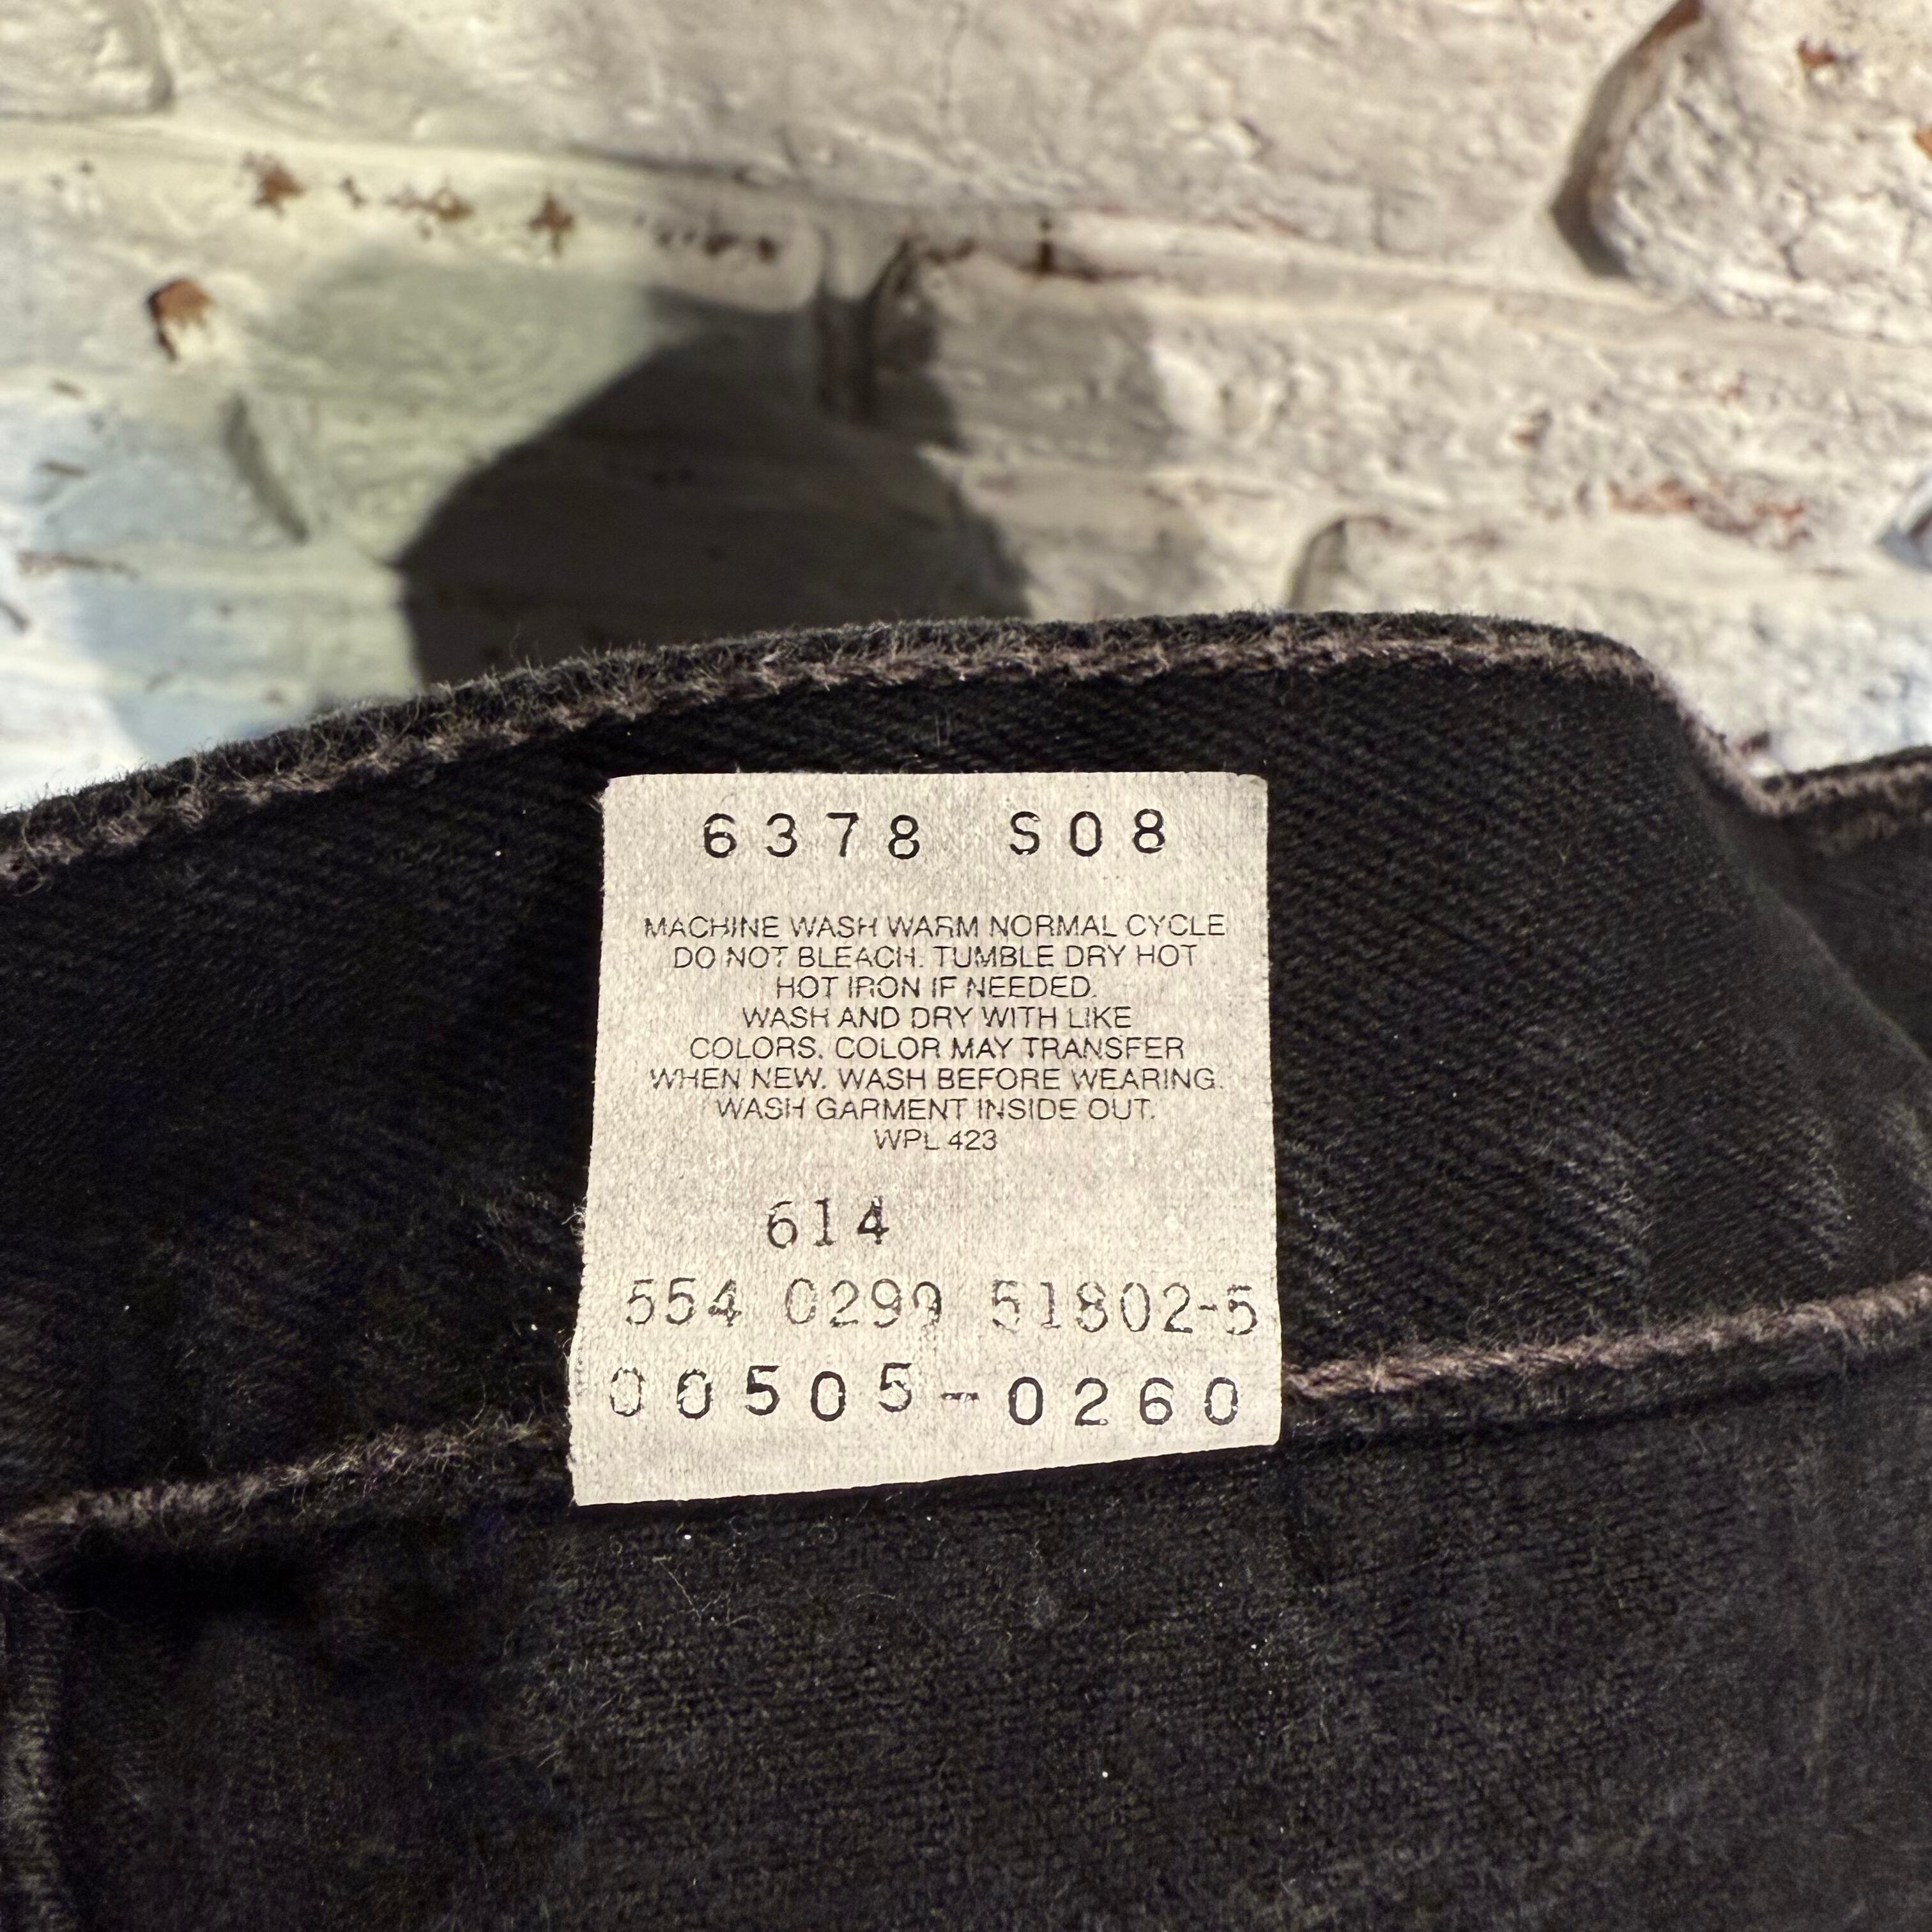 6378 S08
MACHINE WASH WARM NORMAL CYCLE
DO NOT BLEACH. TUMBLE DRY HOT
HOT IRON IF NEEDED.
WASH AND DRY WITH LIKE
COLORS. COLOR MAY TRANSFER
WHEN NEW. WASH BEFORE WEARING.
WASH GARMENT INSIDE OUT.
WPL 423
614
554 0299 51802-5
00505-0260